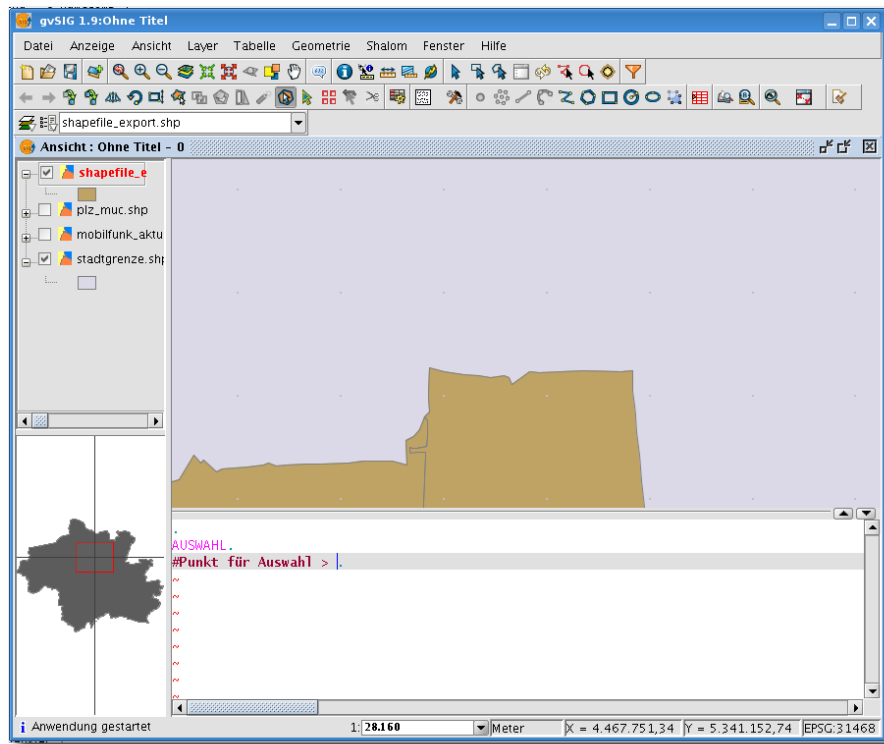 gvSIG 1.9:Ohne Titel
Datei Anzeige Ansicht Layer Tabelle Geometrie Shalom Fenster Hilfe
shapefile_export.shp
Ansicht : Ohne Titel - 0
shapefile_e
plz_muc.shp
mobilfunk_aktu
stadtgrenze.sh
.
AUSWAHL.
#Punkt für Auswahl > .
~
~
~
~
~
~
~
~
i Anwendung gestartet 1: 28.160 Meter X = 4.467.751,34 Y = 5.341.152,74 EPSG:31468